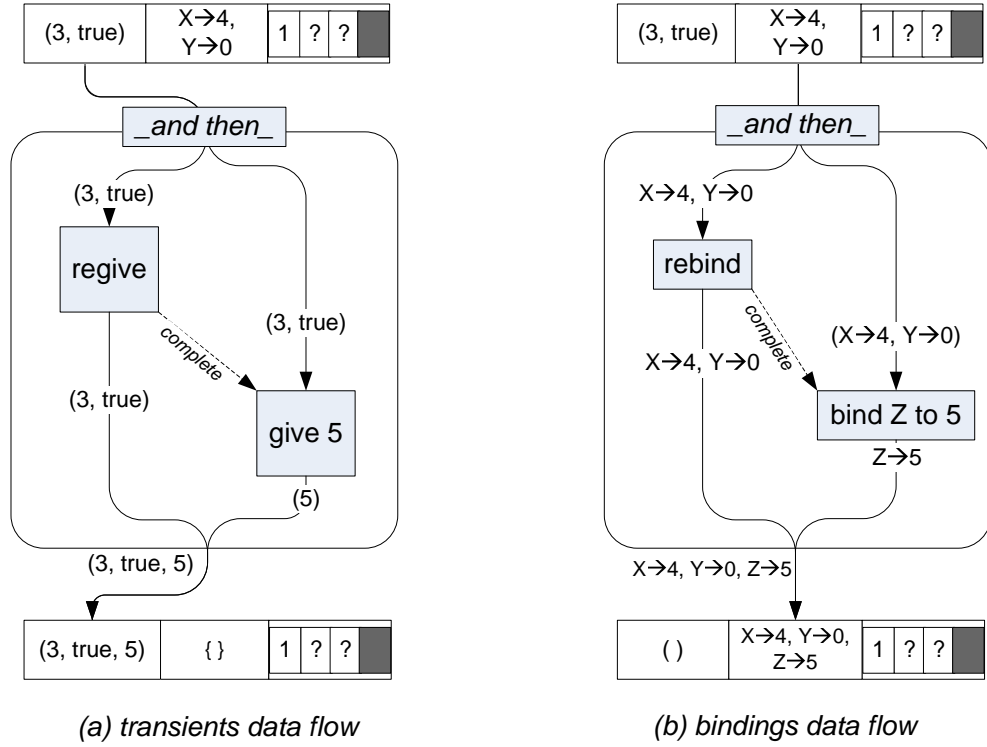 (3, true)
X→4,
Y→0
1 ? ?
_and then_
(3, true)
regive
(3, true)
complete
(3, true)
give 5
(5)
(3, true, 5)
(3, true, 5)
{ }
1 ? ?
(a) transients data flow
(3, true)
X→4,
Y→0
1 ? ?
_and then_
X→4, Y→0
rebind
complete
(X→4, Y→0)
X→4, Y→0
bind Z to 5
Z→5
X→4, Y→0, Z→5
( )
X→4, Y→0,
Z→5
1 ? ?
(b) bindings data flow